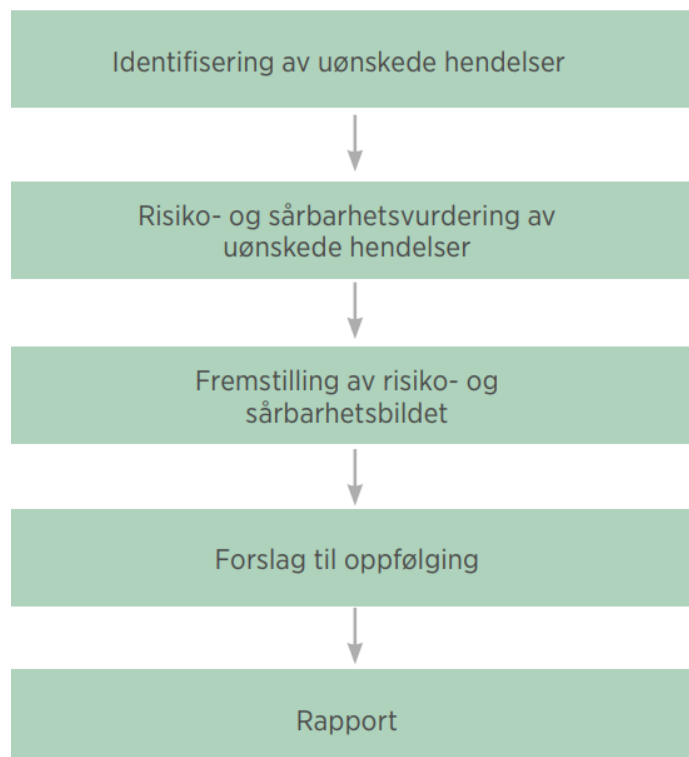 Identifisering av uønskede hendelser
Risiko- og sårbarhetsvurdering av
uønskede hendelser
Fremstilling av risiko- og
sårbarhetsbildet
Forslag til oppfølging
Rapport